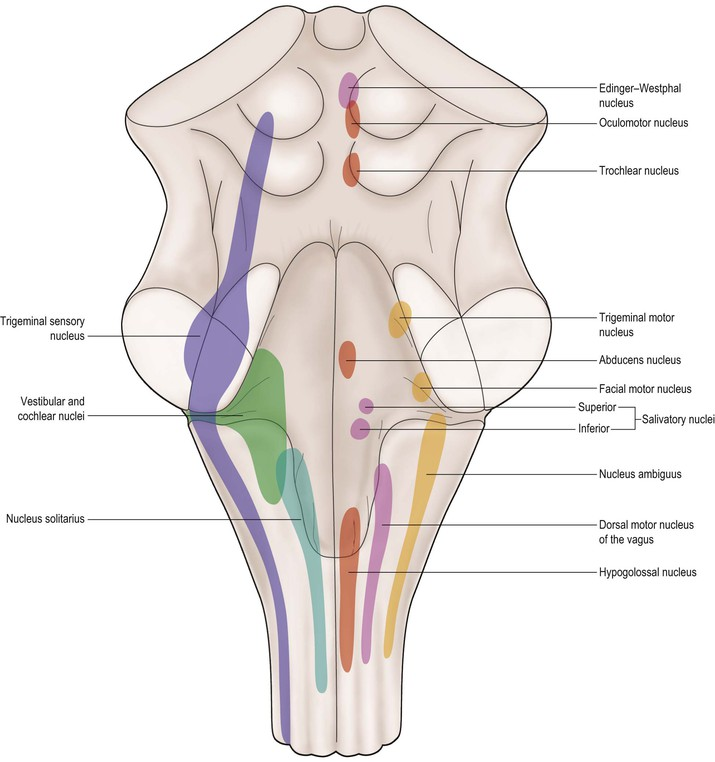 Edinger–Westphal
nucleus
Oculomotor nucleus
Trochlear nucleus
Trigeminal sensory
nucleus
Trigeminal motor
nucleus
Abducens nucleus
Facial motor nucleus
Vestibular and
cochlear nuclei
Superior
Salivatory nuclei
Inferior
Nucleus ambiguus
Nucleus solitarius
Dorsal motor nucleus
of the vagus
Hypogolossal nucleus